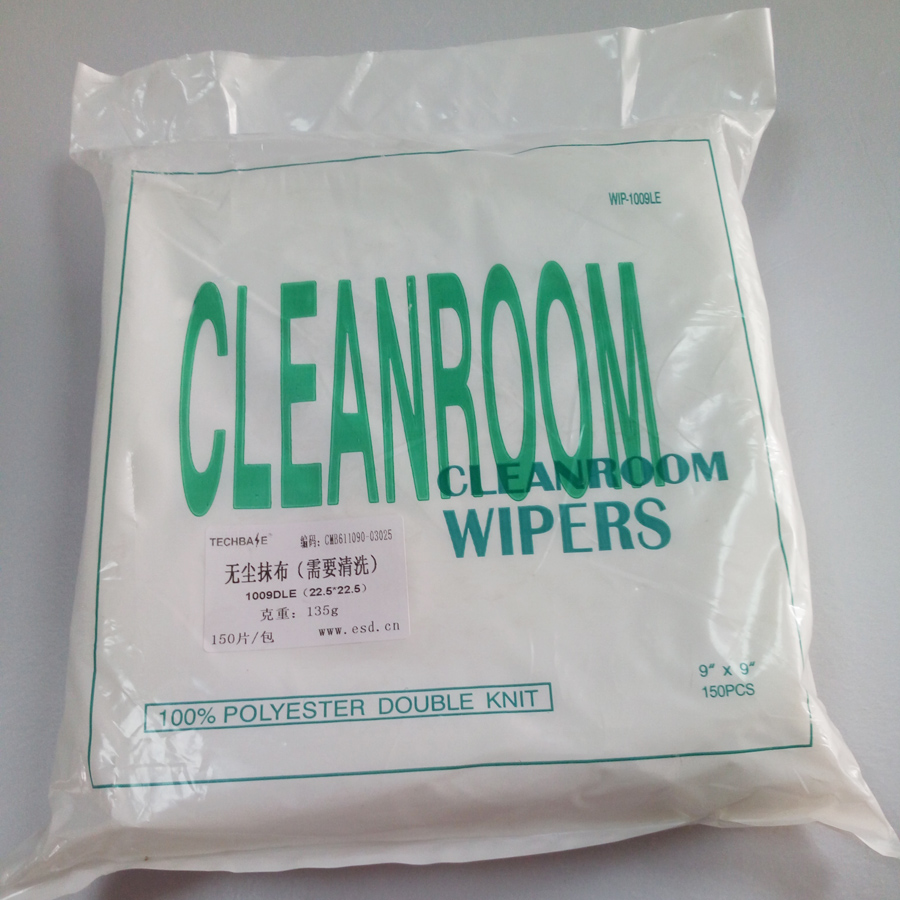 WIP-1009LE
CLEANROOM
CLEANROOM
WIPERS
TECHBASE™ 编码: CMB611090-03025
无尘抹布（需要清洗）
1009DLE（22.5*22.5）
克重：135g
150片/包 www.esd.cn
9" x 9"
150PCS
100% POLYESTER DOUBLE KNIT